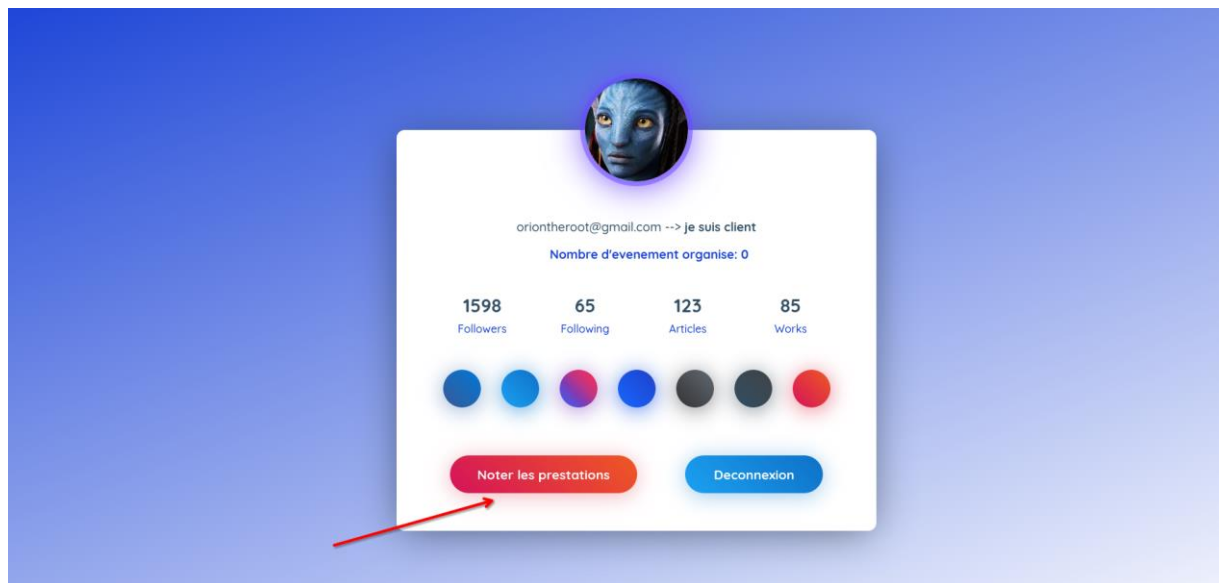 oriontheroot@gmail.com --> je suis client
Nombre d'evenement organise: 0
1598 65 123 85
Followers Following Articles Works
Noter les prestations Deconnexion